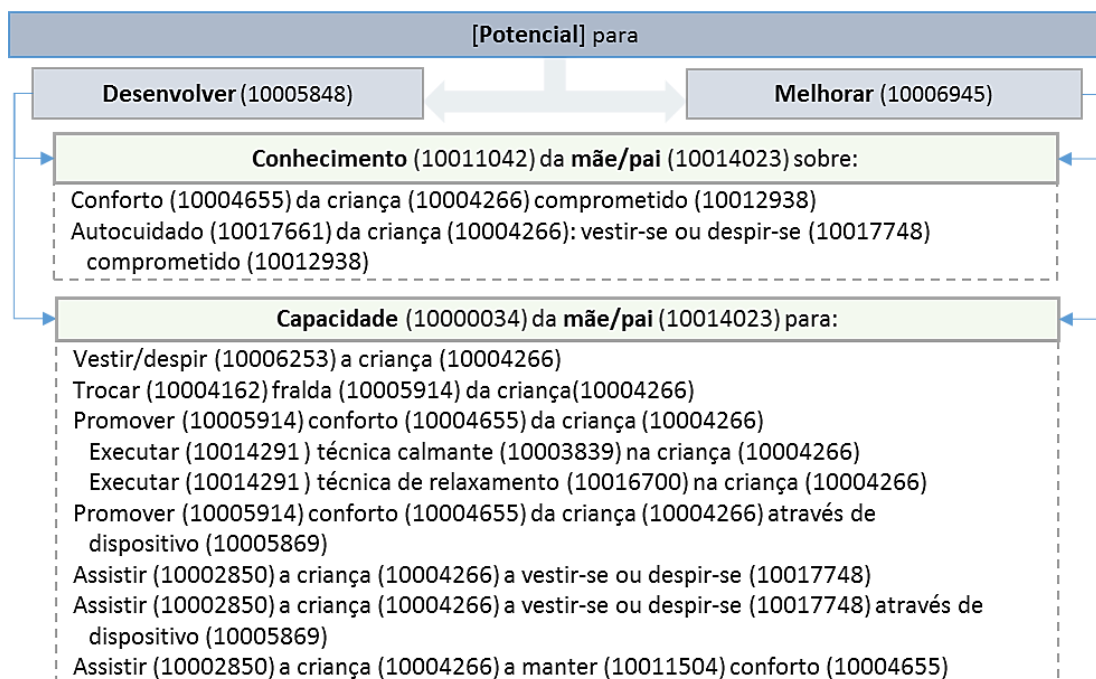 [Potencial] para
Desenvolver (10005848)
Melhorar (10006945)
Conhecimento (10011042) da mãe/pai (10014023) sobre:
Conforto (10004655) da criança (10004266) comprometido (10012938)
Autocuidado (10017661) da criança (10004266): vestir-se ou despir-se (10017748)
comprometido (10012938)
Capacidade (10000034) da mãe/pai (10014023) para:
Vestir/despir (10006253) a criança (10004266)
Trocar (10004162) fralda (10005914) da criança(10004266)
Promover (10005914) conforto (10004655) da criança (10004266)
Executar (10014291) técnica calmante (10003839) na criança (10004266)
Executar (10014291) técnica de relaxamento (10016700) na criança (10004266)
Promover (10005914) conforto (10004655) da criança (10004266) através de
dispositivo (10005869)
Assistir (10002850) a criança (10004266) a vestir-se ou despir-se (10017748)
Assistir (10002850) a criança (10004266) a vestir-se ou despir-se (10017748) através de
dispositivo (10005869)
Assistir (10002850) a criança (10004266) a manter (10011504) conforto (10004655)